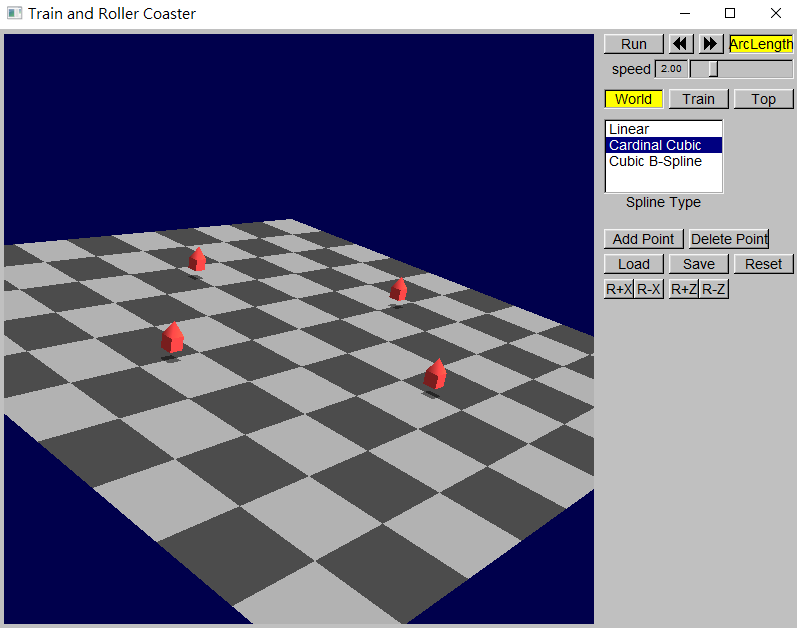 Train and Roller Coaster
Run ArcLength
speed 2.00
World Train Top
Linear
Cardinal Cubic
Cubic B-Spline
Spline Type
Add Point Delete Point
Load Save Reset
R+X R-X R+Z R-Z